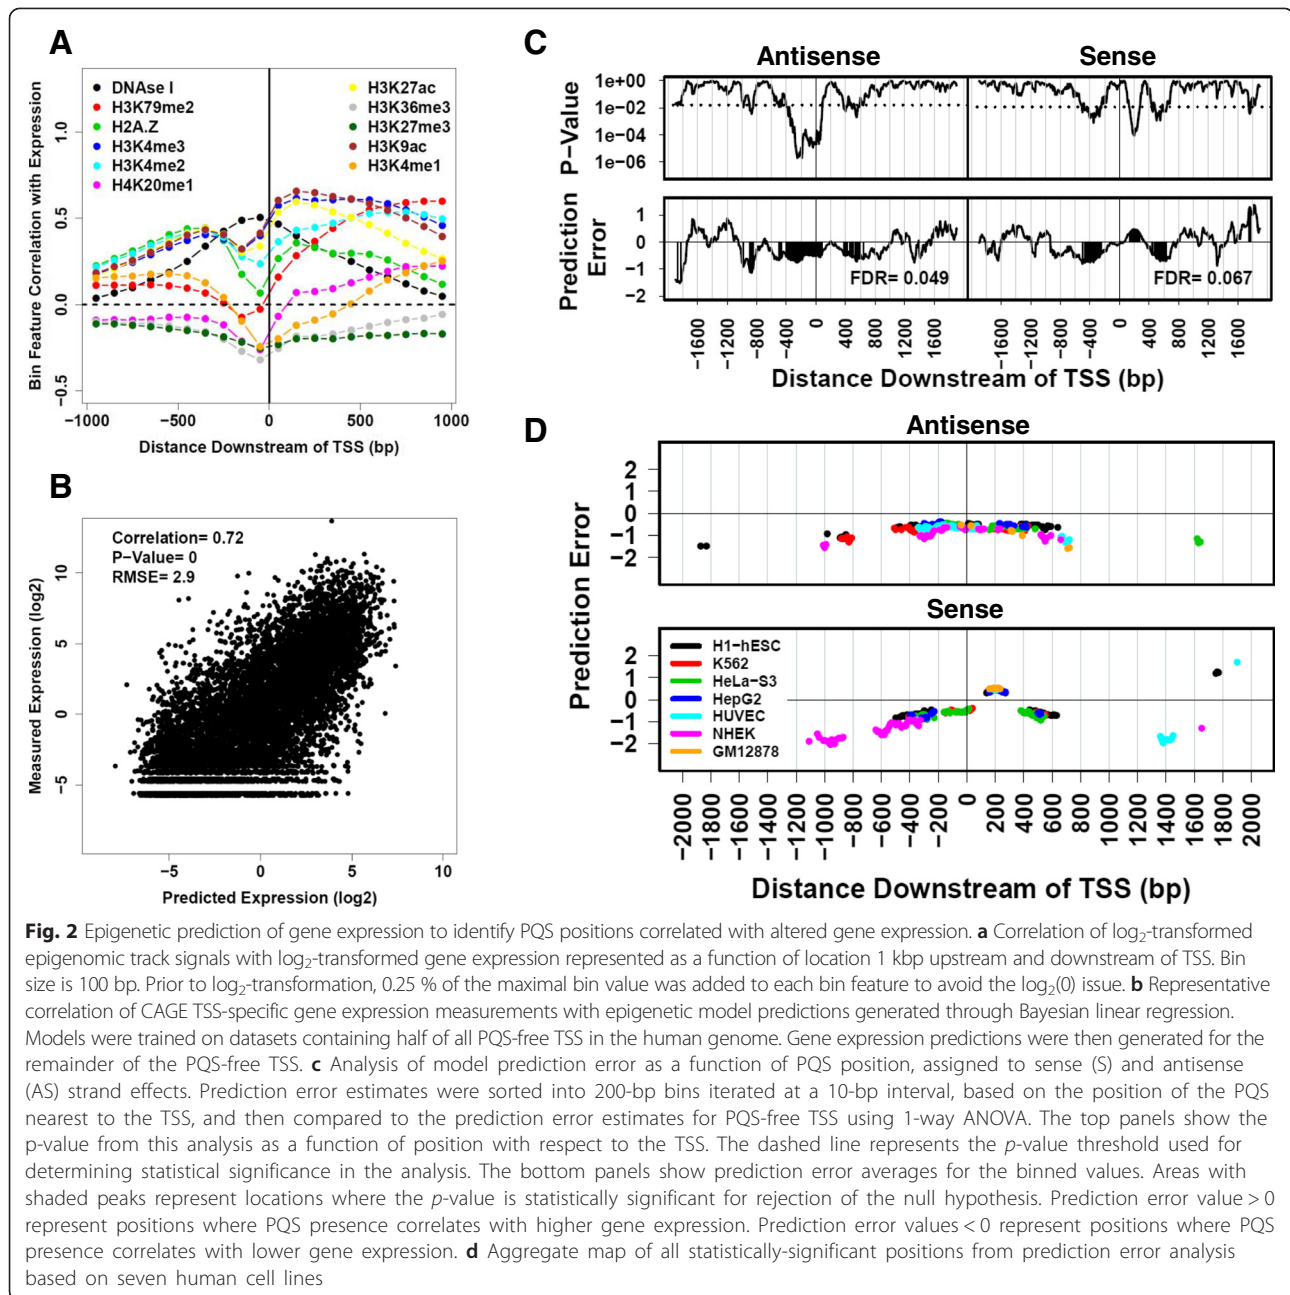 A
DNAse I
H3K79me2
H2A.Z
H3K4me3
H3K4me2
H4K20me1
H3K27ac
H3K36me3
H3K27me3
H3K9ac
H3K4me1
Bin Feature Correlation with Expression
1.0
0.5
0.0
−0.5
−1000
−500
0
500
1000
Distance Downstream of TSS (bp)
B
Correlation= 0.72
P−Value= 0
RMSE= 2.9
Measured Expression (log2)
10
5
0
−5
−5
0
5
10
Predicted Expression (log2)
C
Antisense
Sense
P−Value
1e+00
1e−02
1e−04
1e−06
Prediction
Error
1
0
−1
−2
FDR= 0.049
FDR= 0.067
−1600
−1200
−800
−400
0
400
800
1200
1600
−1600
−1200
−800
−400
0
400
800
1200
1600
Distance Downstream of TSS (bp)
D
Antisense
2
1
0
−1
−2
Prediction Error
Sense
2
1
0
−1
−2
H1−hESC
K562
HeLa−S3
HepG2
HUVEC
NHEK
GM12878
−2000
−1800
−1600
−1400
−1200
−1000
−800
−600
−400
−200
0
200
400
600
800
1000
1200
1400
1600
1800
2000
Distance Downstream of TSS (bp)
Fig. 2 Epigenetic prediction of gene expression to identify PQS positions correlated with altered gene expression. a Correlation of log₂-transformed
epigenomic track signals with log₂-transformed gene expression represented as a function of location 1 kbp upstream and downstream of TSS. Bin
size is 100 bp. Prior to log₂-transformation, 0.25 % of the maximal bin value was added to each bin feature to avoid the log₂(0) issue. b Representative
correlation of CAGE TSS-specific gene expression measurements with epigenetic model predictions generated through Bayesian linear regression.
Models were trained on datasets containing half of all PQS-free TSS in the human genome. Gene expression predictions were then generated for the
remainder of the PQS-free TSS. c Analysis of model prediction error as a function of PQS position, assigned to sense (S) and antisense
(AS) strand effects. Prediction error estimates were sorted into 200-bp bins iterated at a 10-bp interval, based on the position of the PQS
nearest to the TSS, and then compared to the prediction error estimates for PQS-free TSS using 1-way ANOVA. The top panels show the
p-value from this analysis as a function of position with respect to the TSS. The dashed line represents the p-value threshold used for
determining statistical significance in the analysis. The bottom panels show prediction error averages for the binned values. Areas with
shaded peaks represent locations where the p-value is statistically significant for rejection of the null hypothesis. Prediction error value > 0
represent positions where PQS presence correlates with higher gene expression. Prediction error values < 0 represent positions where PQS
presence correlates with lower gene expression. d Aggregate map of all statistically-significant positions from prediction error analysis
based on seven human cell lines